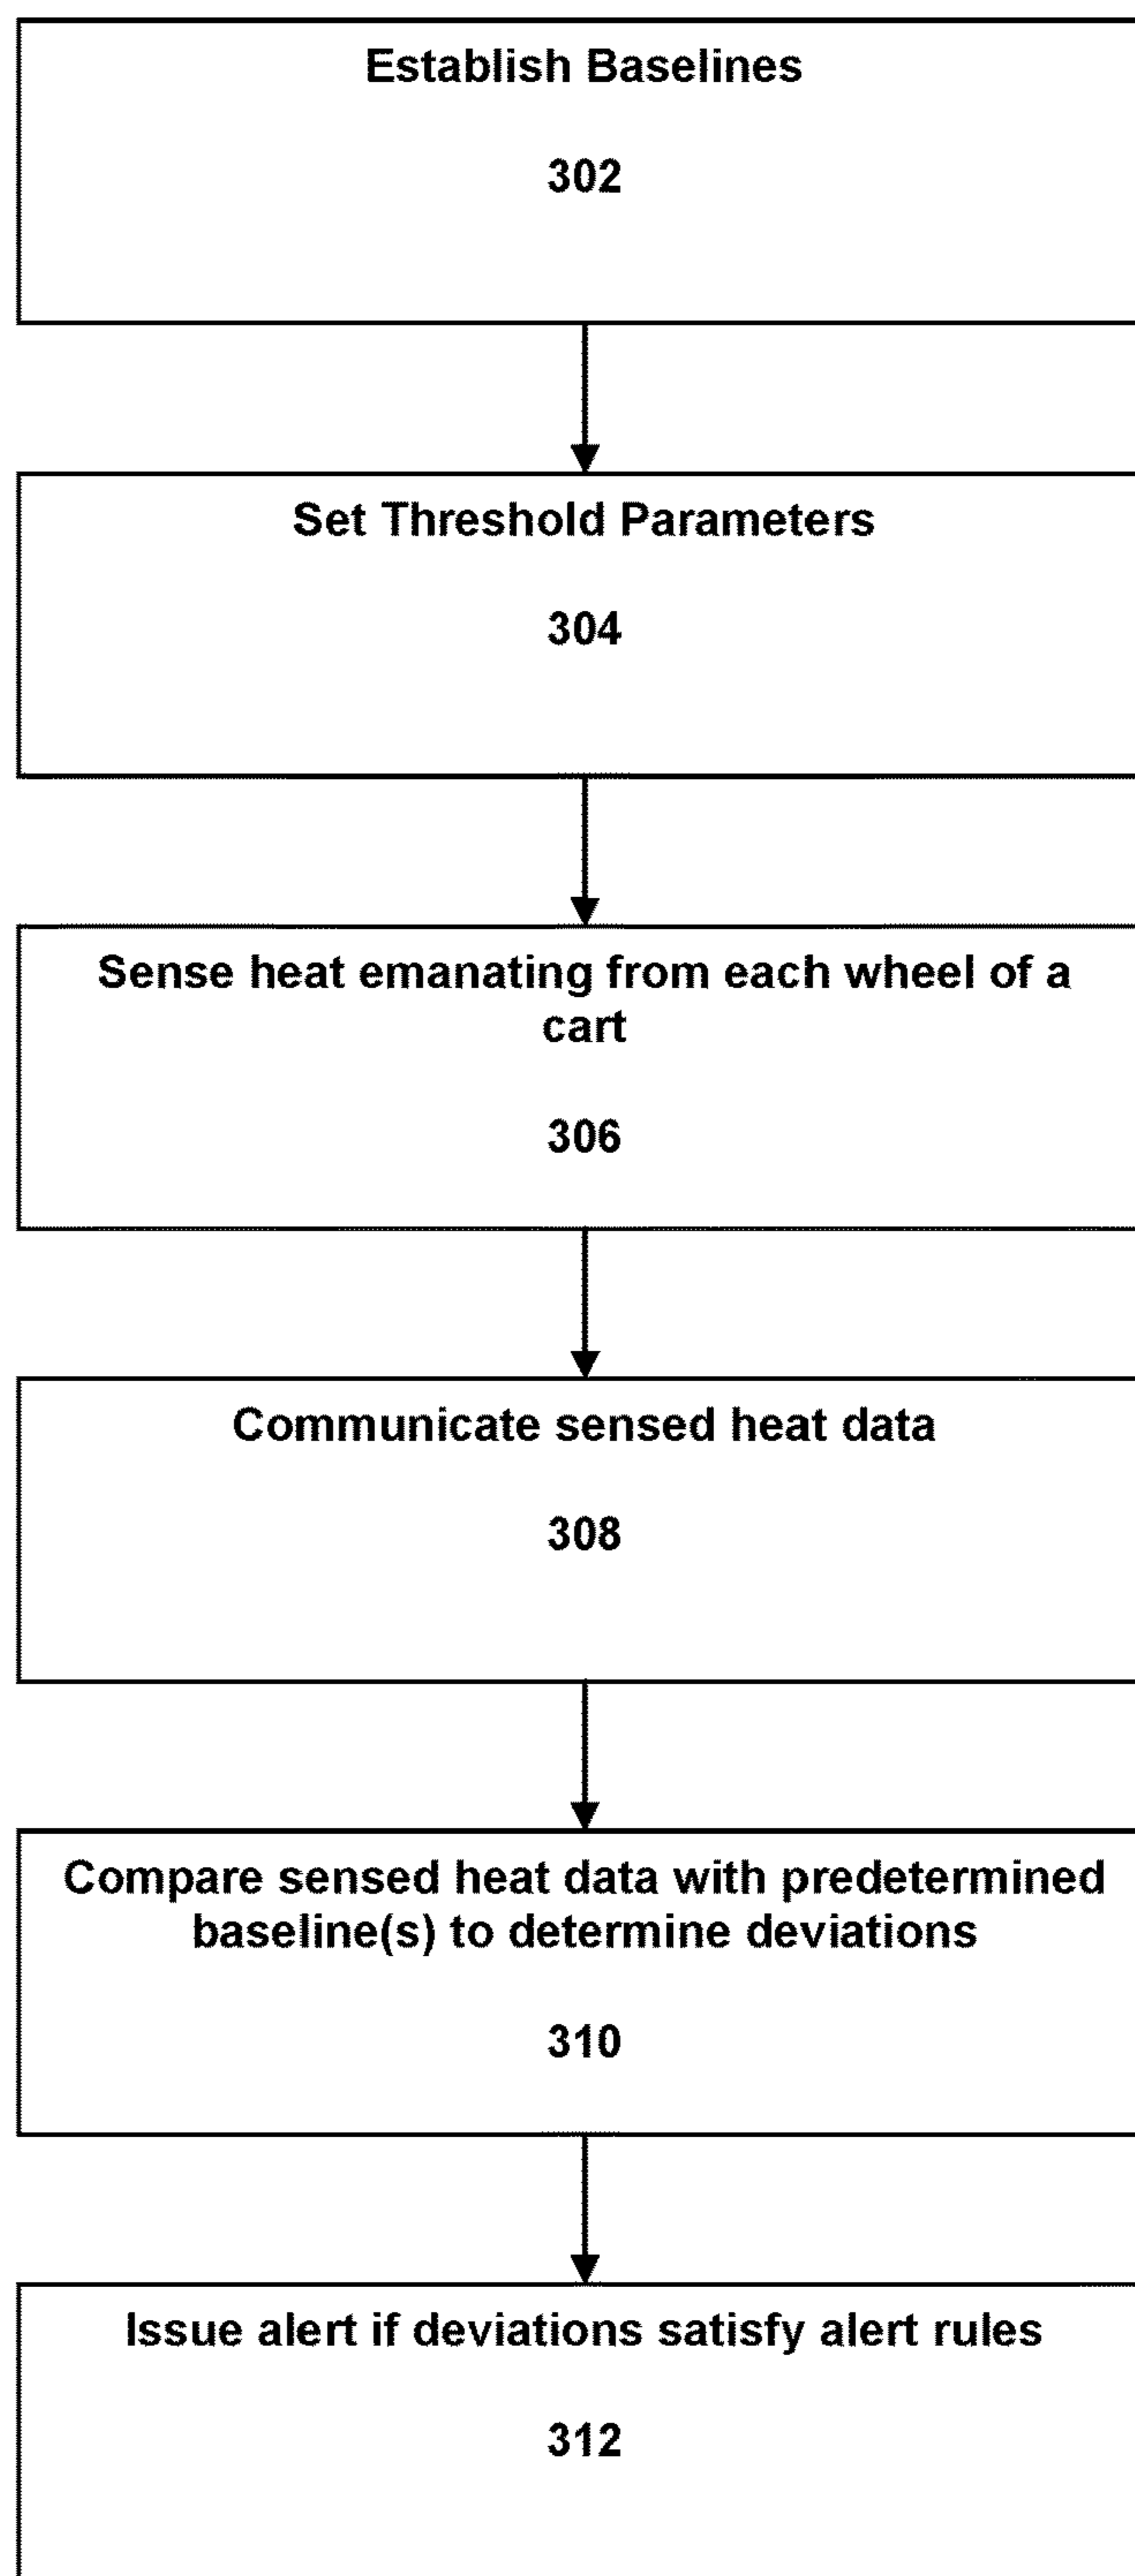 Establish Baselines
302
Set Threshold Parameters
304
Sense heat emanating from each wheel of a
cart
306
Communicate sensed heat data
308
Compare sensed heat data with predetermined
baseline(s) to determine deviations
310
Issue alert if deviations satisfy alert rules
312